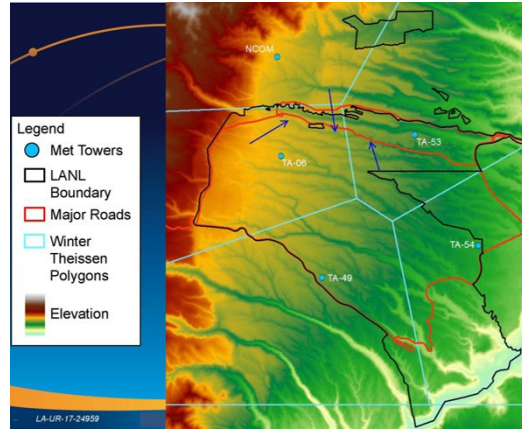 NCOM
TA-53
TA-06
TA-54
TA-49
Legend
Met Towers
LANL
Boundary
Major Roads
Winter
Theissen
Polygons
Elevation
LA-UR-17-24959